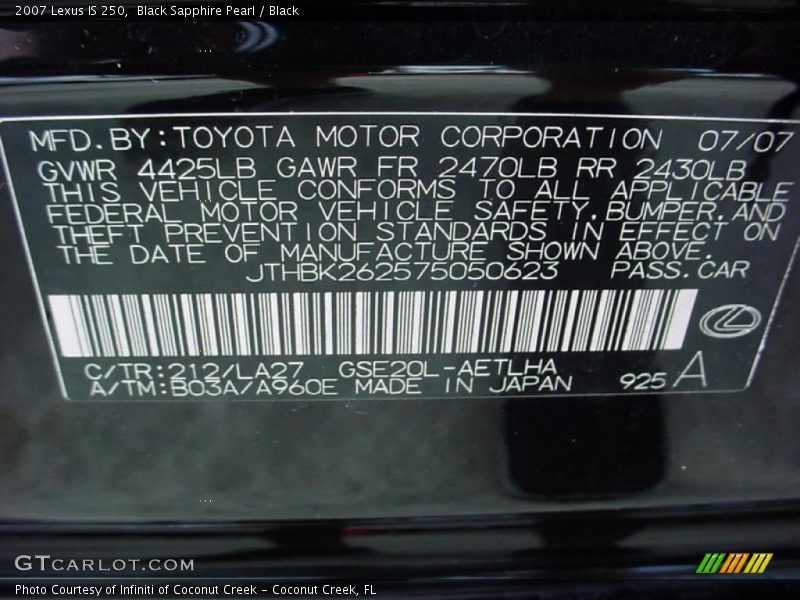 2007 Lexus IS 250,  Black Sapphire Pearl / Black
MFD. BY: TOYOTA MOTOR CORPORATION 07/07
GVWR 4425LB GAWR FR 2470LB RR 2430LB
THIS VEHICLE CONFORMS TO ALL APPLICABLE
FEDERAL MOTOR VEHICLE SAFETY, BUMPER, AND
THEFT PREVENTION STANDARDS IN EFFECT ON
THE DATE OF MANUFACTURE SHOWN ABOVE.
JTHBK262575050623 PASS. CAR
C/TR: 212/LA27 GSE20L-AETLHA
A/TM: B03A/A960E MADE IN JAPAN 925 A
GTCARLOT.COM
Photo Courtesy of Infiniti of Coconut Creek - Coconut Creek, FL